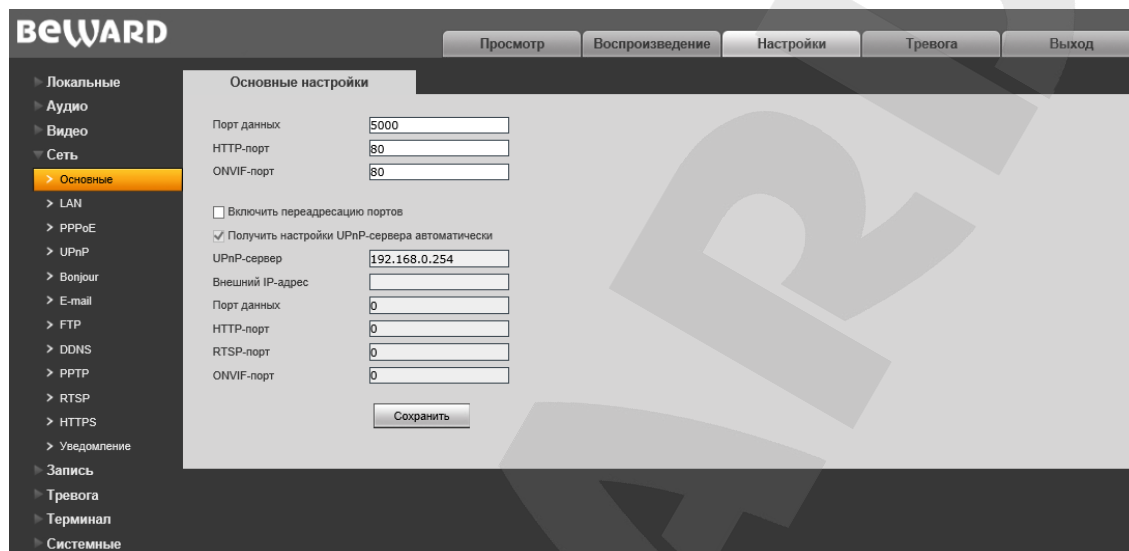 BEWARD
Просмотр
Воспроизведение
Настройки
Тревога
Выход
Локальные
Аудио
Видео
Сеть
Основные
LAN
PPPoE
UPnP
Bonjour
E-mail
FTP
DDNS
PPTP
RTSP
HTTPS
Уведомление
Запись
Тревога
Терминал
Системные
Основные настройки
Порт данных 5000
HTTP-порт 80
ONVIF-порт 80
Включить переадресацию портов
Получить настройки UPnP-сервера автоматически
UPnP-сервер 192.168.0.254
Внешний IP-адрес
Порт данных 0
HTTP-порт 0
RTSP-порт 0
ONVIF-порт 0
Сохранить